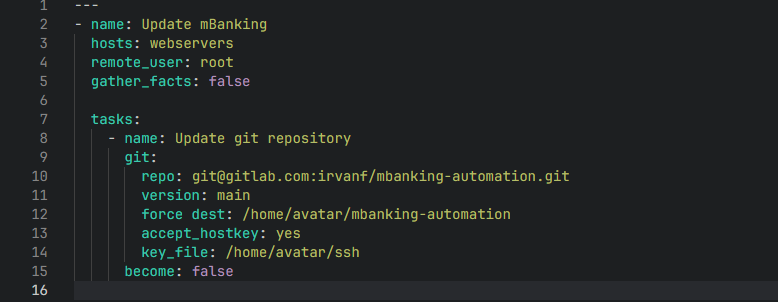 1 ---
2 - name: Update mBanking
3   hosts: webservers
4   remote_user: root
5   gather_facts: false
6
7   tasks:
8     - name: Update git repository
9       git:
10         repo: git@gitlab.com:irvanf/mbanking-automation.git
11         version: main
12         force dest: /home/avatar/mbanking-automation
13         accept_hostkey: yes
14         key_file: /home/avatar/ssh
15       become: false
16